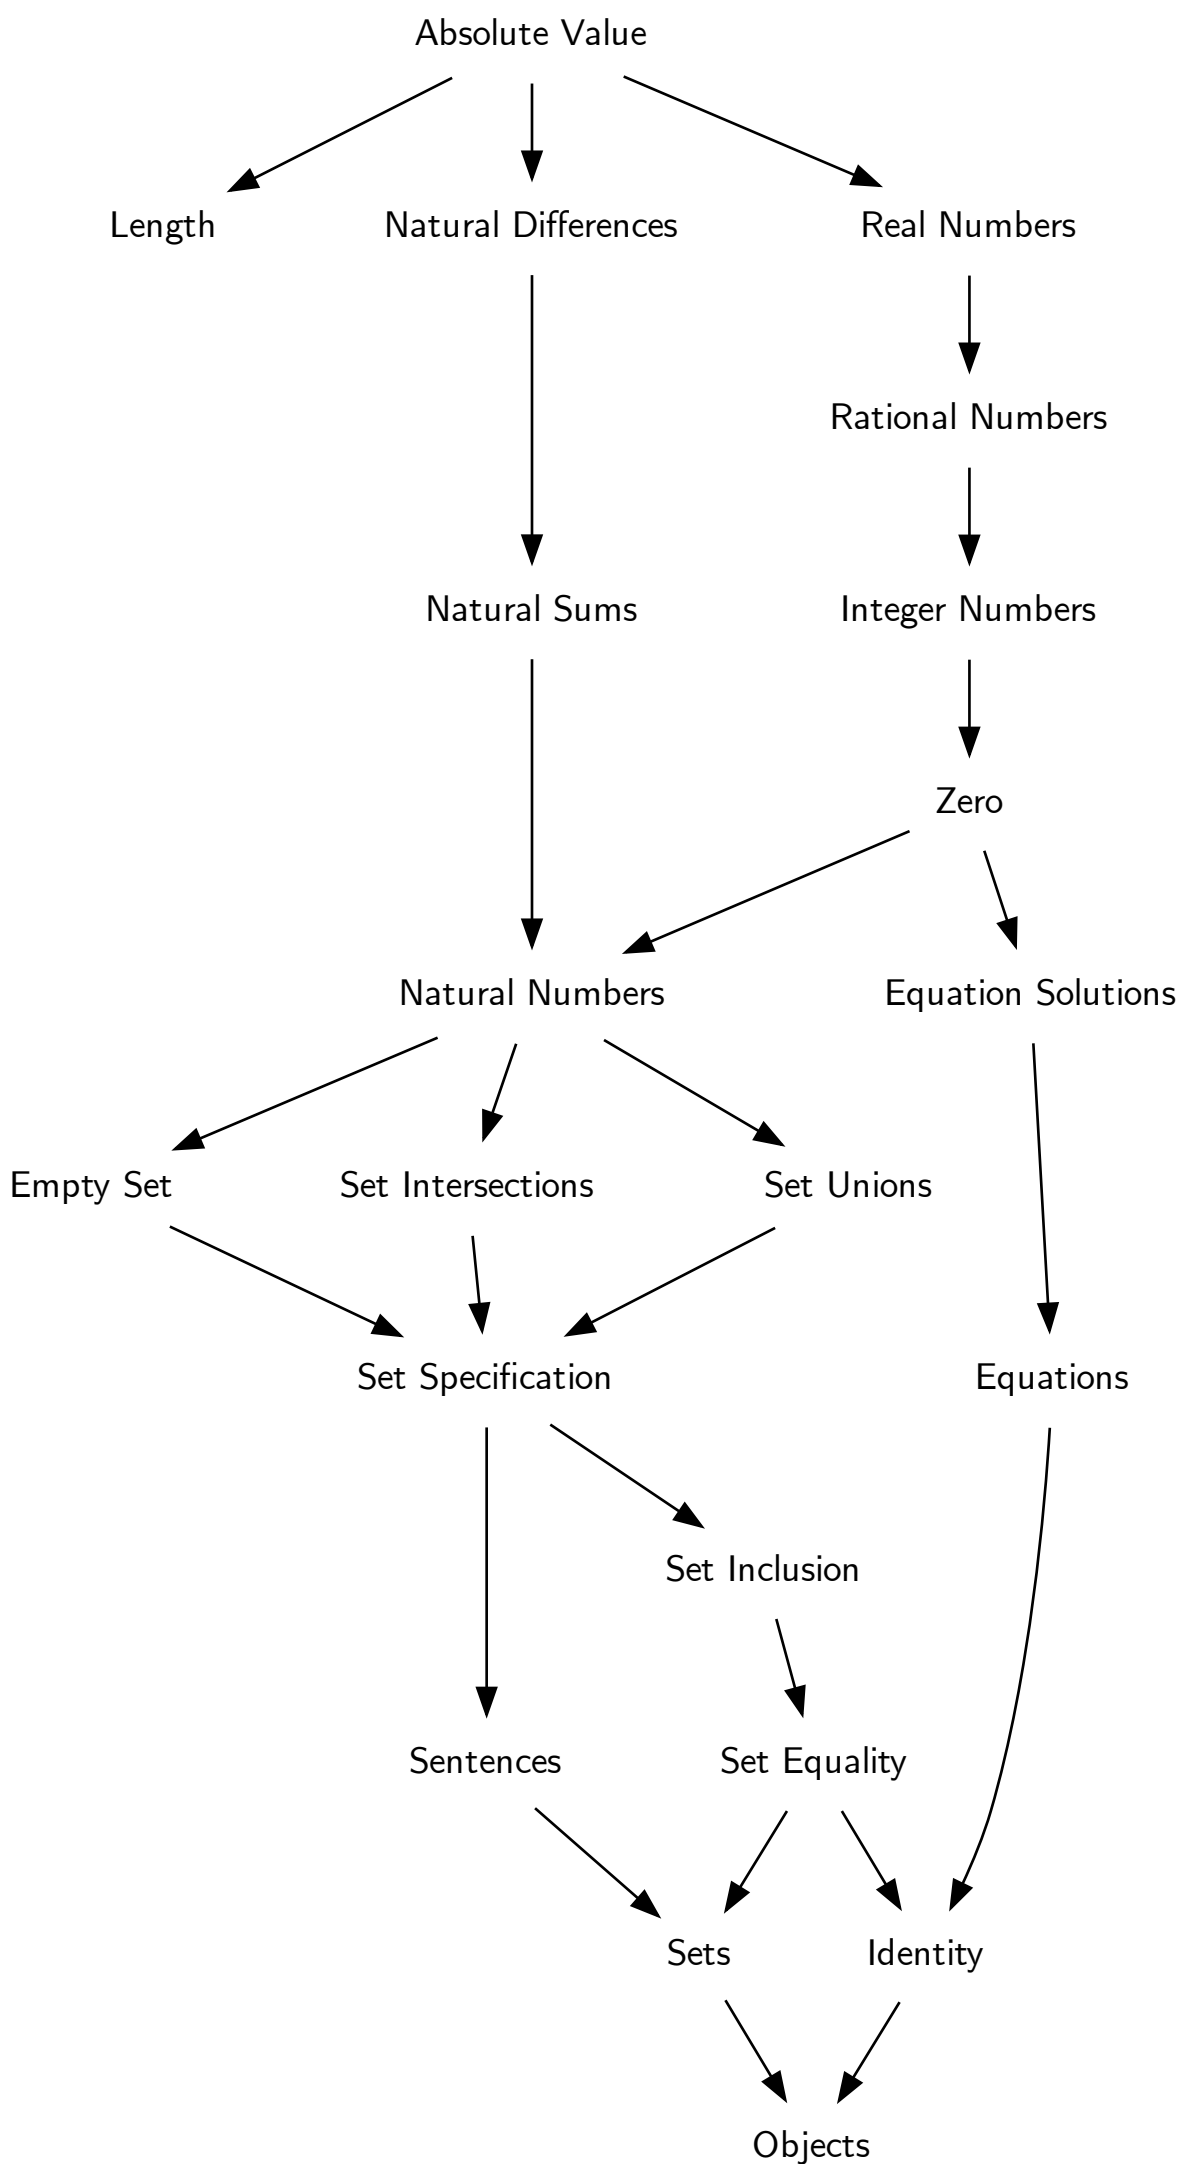 Absolute Value
Length
Natural Differences
Real Numbers
Rational Numbers
Natural Sums
Integer Numbers
Zero
Natural Numbers
Equation Solutions
Empty Set
Set Intersections
Set Unions
Set Specification
Equations
Set Inclusion
Sentences
Set Equality
Sets
Identity
Objects